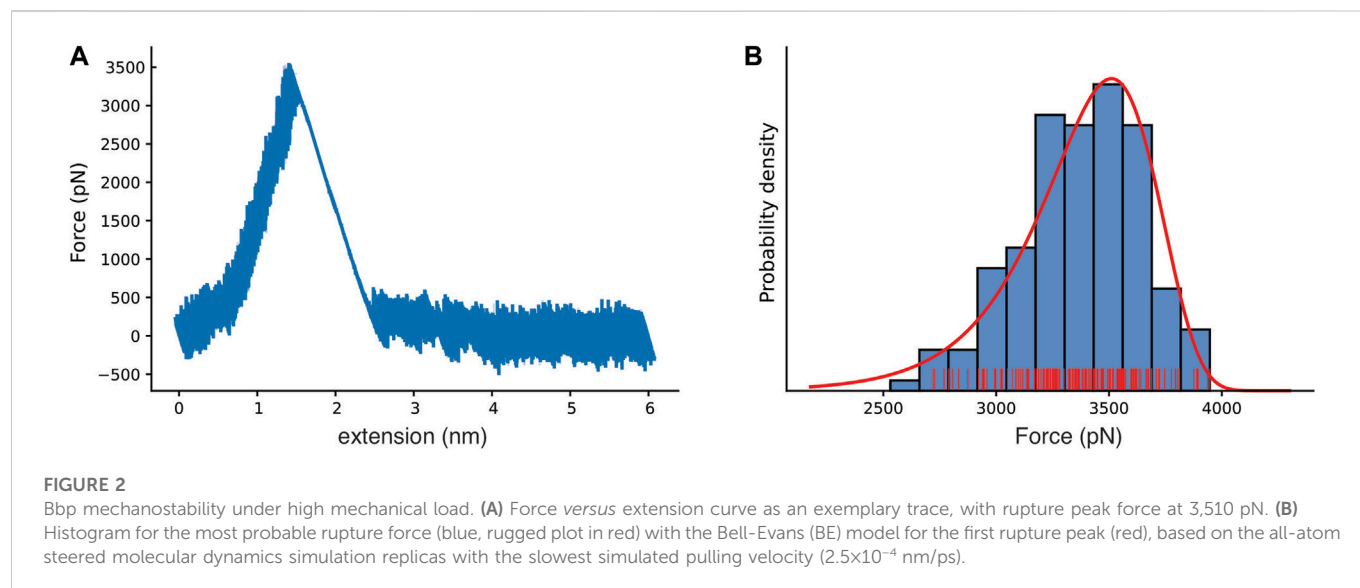 A
3500
3000
2500
2000
1500
1000
500
0
−500
Force (pN)
0 1 2 3 4 5 6
extension (nm)
B
Probability density
2500 3000 3500 4000
Force (pN)
FIGURE 2
Bbp mechanostability under high mechanical load. (A) Force versus extension curve as an exemplary trace, with rupture peak force at 3,510 pN. (B)
Histogram for the most probable rupture force (blue, rugged plot in red) with the Bell-Evans (BE) model for the first rupture peak (red), based on the all-atom
steered molecular dynamics simulation replicas with the slowest simulated pulling velocity (2.5×10⁻⁴ nm/ps).